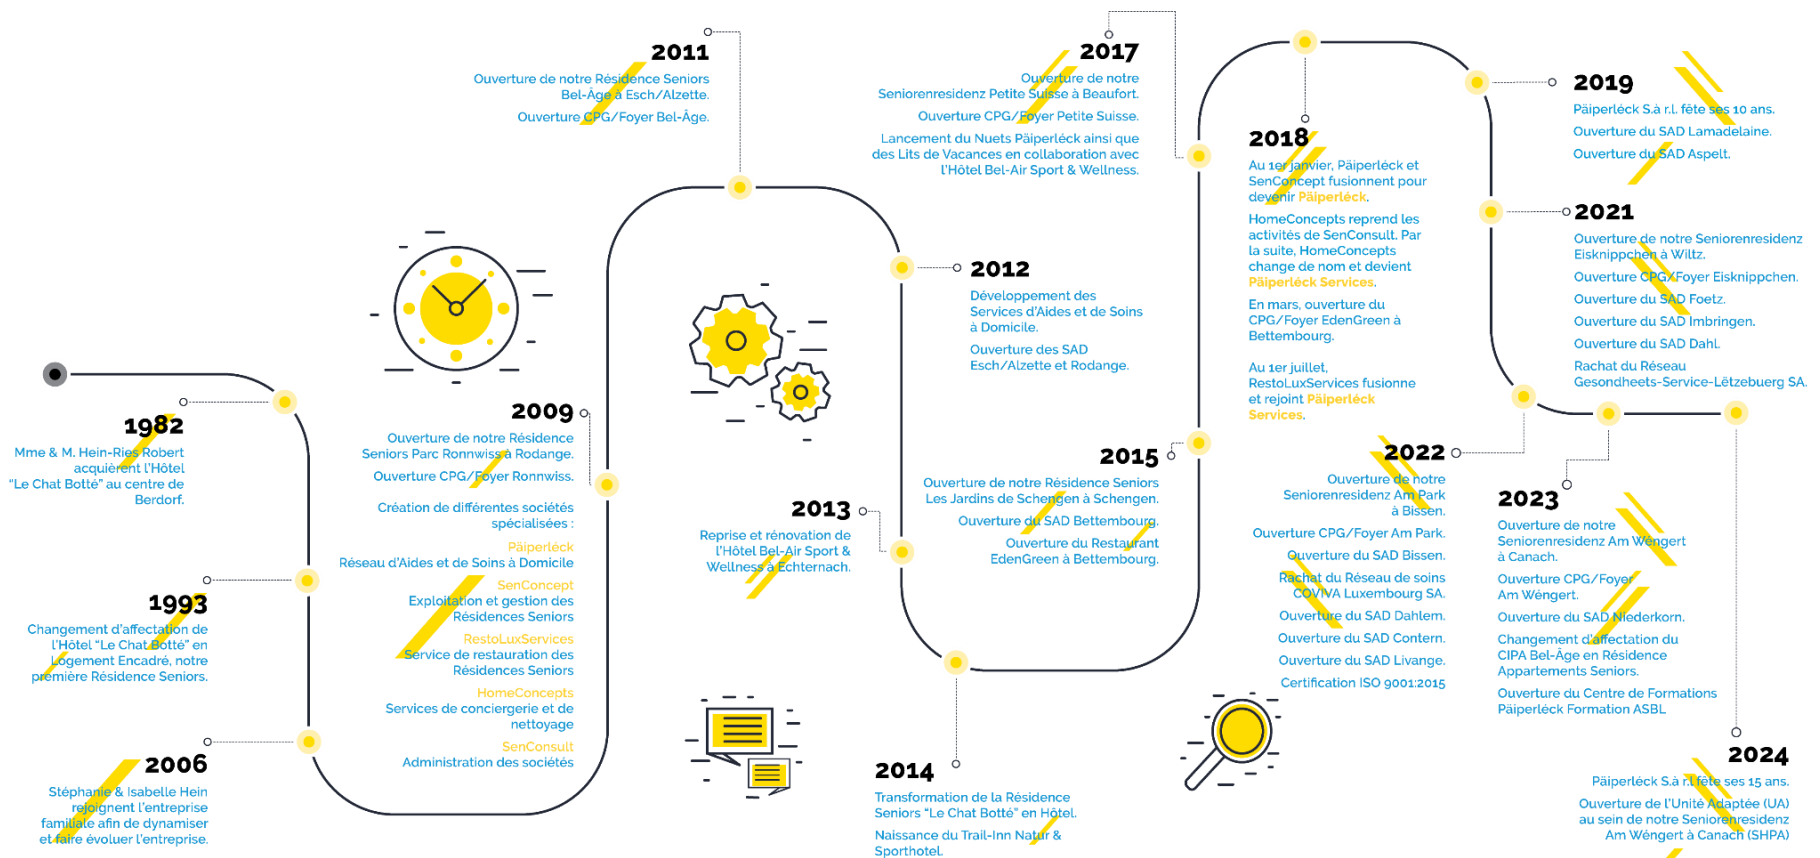 1982
Mme & M. Hein-Ries Robert
acquièrent l'Hôtel
“Le Chat Botté” au centre de
Berdorf.
1993
Changement d'affectation de
l'Hôtel “Le Chat Botté” en
Logement Encadré, notre
première Résidence Seniors.
2006
Stéphanie & Isabelle Hein
rejoignent l'entreprise
familiale afin de dynamiser
et faire évoluer l'entreprise.
2009
Ouverture de notre Résidence
Seniors Parc Ronnwiss à Rodange.
Ouverture CPG/Foyer Ronnwiss.
Création de différentes sociétés
spécialisées :
Päiperléck
Réseau d'Aides et de Soins à Domicile
SenConcept
Exploitation et gestion des
Résidences Seniors
RestoLuxServices
Service de restauration des
Résidences Seniors
HomeConcepts
Services de conciergerie et de
nettoyage
SenConsult
Administration des sociétés
2011
Ouverture de notre Résidence Seniors
Bel-Âge à Esch/Alzette.
Ouverture CPG/Foyer Bel-Âge.
2012
Développement des
Services d'Aides et de Soins
à Domicile.
Ouverture des SAD
Esch/Alzette et Rodange.
2013
Reprise et rénovation de
l'Hôtel Bel-Air Sport &
Wellness à Echternach.
2014
Transformation de la Résidence
Seniors “Le Chat Botté” en Hôtel.
Naissance du Trail-Inn Natur &
Sporthotel.
2015
Ouverture de notre Résidence Seniors
Les Jardins de Schengen à Schengen.
Ouverture du SAD Bettembourg.
Ouverture du Restaurant
EdenGreen à Bettembourg.
2017
Ouverture de notre
Seniorenresidenz Petite Suisse à Beaufort.
Ouverture CPG/Foyer Petite Suisse.
Lancement du Nuets Päiperléck ainsi que
des Lits de Vacances en collaboration avec
l'Hôtel Bel-Air Sport & Wellness.
2018
Au 1er janvier, Päiperléck et
SenConcept fusionnent pour
devenir Päiperléck.
HomeConcepts reprend les
activités de SenConsult. Par
la suite, HomeConcepts
change de nom et devient
Päiperléck Services.
En mars, ouverture du
CPG/Foyer EdenGreen à
Bettembourg.
Au 1er juillet,
RestoLuxServices fusionne
et rejoint Päiperléck
Services.
2019
Päiperléck S.à r.l. fête ses 10 ans.
Ouverture du SAD Lamadelaine.
Ouverture du SAD Aspelt.
2021
Ouverture de notre Seniorenresidenz
Eisknippchen à Wiltz.
Ouverture CPG/Foyer Eisknippchen.
Ouverture du SAD Foetz.
Ouverture du SAD Imbringen.
Ouverture du SAD Dahl.
Rachat du Réseau
Gesondheets-Service-Lëtzebuerg SA.
2022
Ouverture de notre
Seniorenresidenz Am Park
à Bissen.
Ouverture CPG/Foyer Am Park.
Ouverture du SAD Bissen.
Rachat du Réseau de soins
COVIVA Luxembourg SA.
Ouverture du SAD Dahlem.
Ouverture du SAD Contern.
Ouverture du SAD Livange.
Certification ISO 9001:2015
2023
Ouverture de notre
Seniorenresidenz Am Wéngert
à Canach.
Ouverture CPG/Foyer
Am Wéngert.
Ouverture du SAD Niederkorn.
Changement d'affectation du
CIPA Bel-Âge en Résidence
Appartements Seniors.
Ouverture du Centre de Formations
Päiperléck Formation ASBL
2024
Päiperléck S.à r.l fête ses 15 ans.
Ouverture de l'Unité Adaptée (UA)
au sein de notre Seniorenresidenz
Am Wéngert à Canach (SHPA)